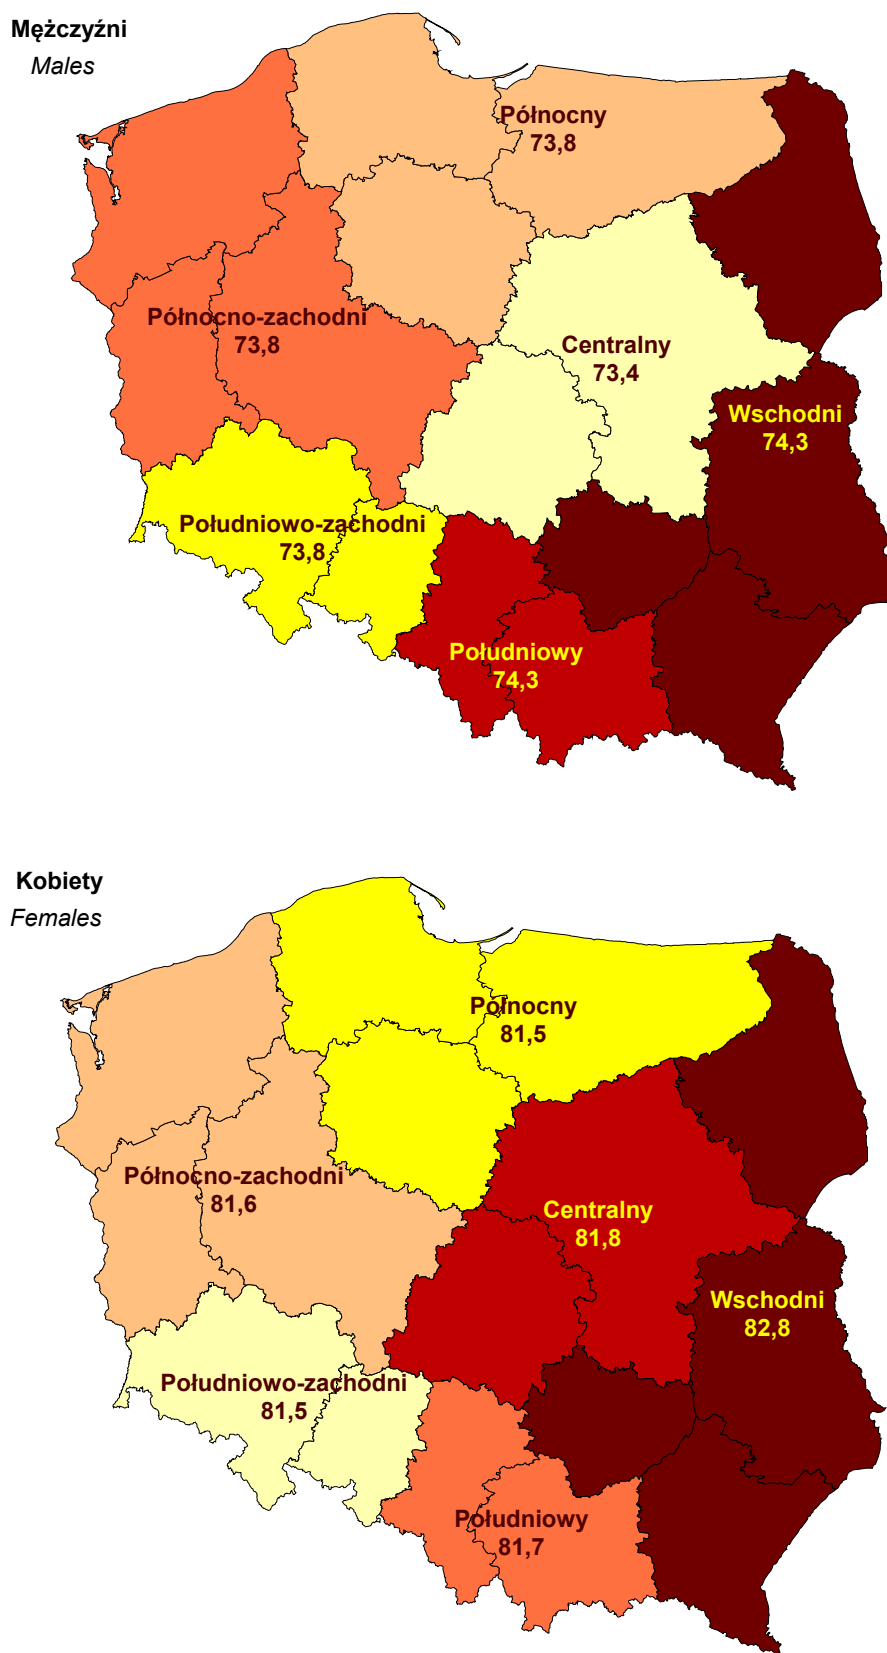 Mężczyźni
Males
Północny
73,8
Północno-zachodni
73,8
Centralny
73,4
Wschodni
74,3
Południowo-zachodni
73,8
Południowy
74,3
Kobiety
Females
Północny
81,5
Północno-zachodni
81,6
Centralny
81,8
Wschodni
82,8
Południowo-zachodni
81,5
Południowy
81,7